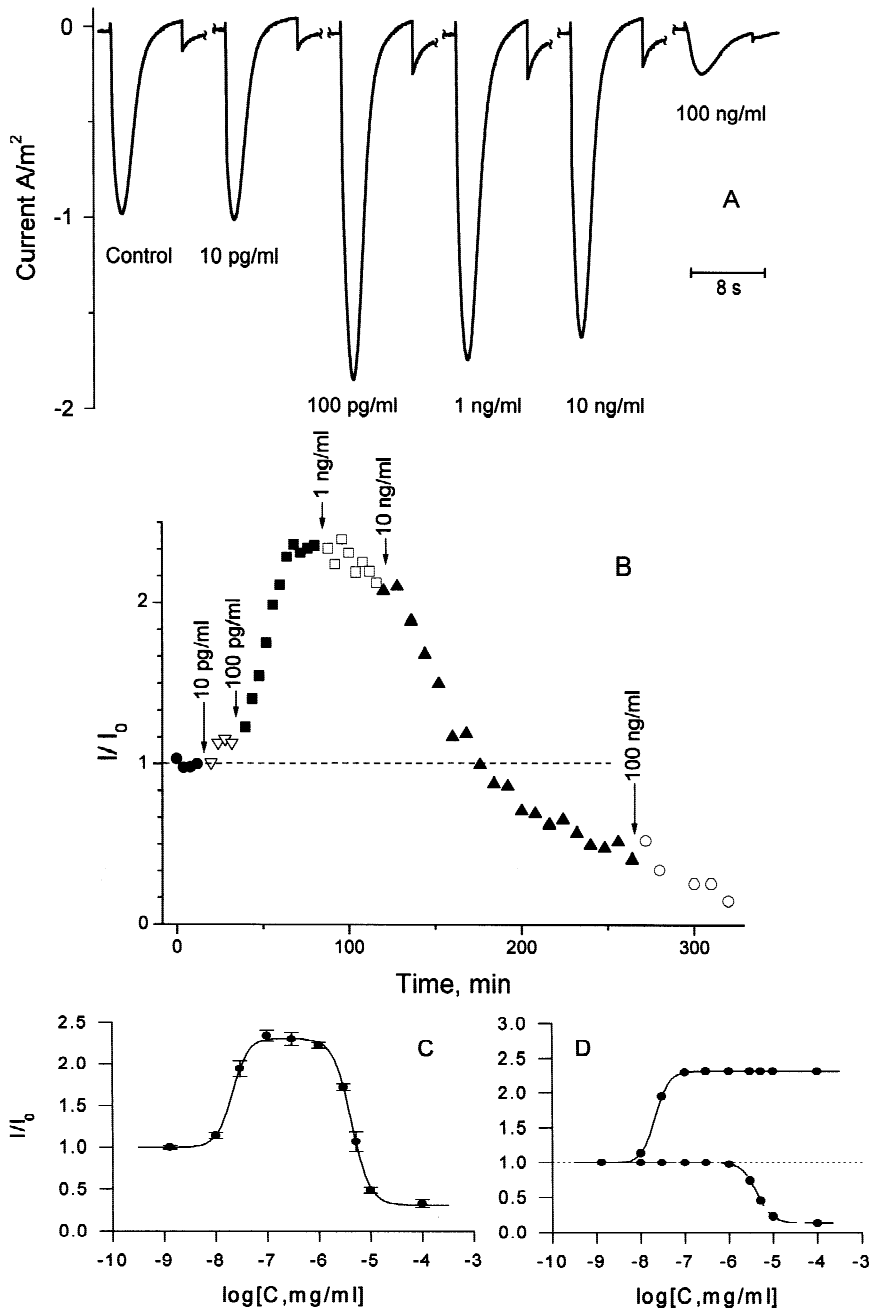 0
-1
-2
Current A/m²
Control
10 pg/ml
100 pg/ml
1 ng/ml
10 ng/ml
100 ng/ml
A
8 s
B
10 pg/ml
100 pg/ml
1 ng/ml
10 ng/ml
100 ng/ml
2
1
0
I/ I₀
0 100 200 300
Time, min
C
2.5
2.0
1.5
1.0
0.5
0.0
I/I₀
-10 -9 -8 -7 -6 -5 -4 -3
log[C,mg/ml]
D
3.0
2.5
2.0
1.5
1.0
0.5
0.0
-10 -9 -8 -7 -6 -5 -4 -3
log[C,mg/ml]